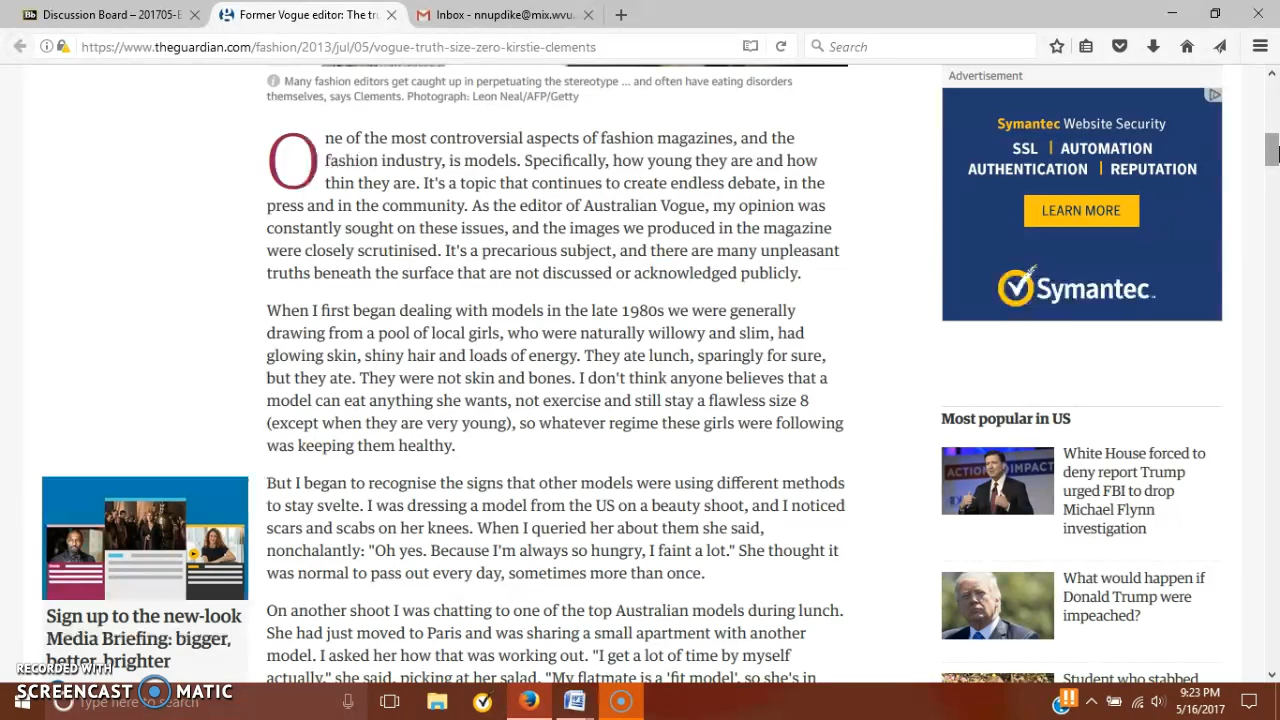 Discussion Board – 201705-
Former Vogue Editor: The tru
Inbox - nnupdike@mix.wvu
https://www.theguardian.com/fashion/2013/jul/05/vogue-truth-size-zero-kirstie-clements
Search
Many fashion editors get caught up in perpetuating the stereotype ... and often have eating disorders
themselves, says Clements. Photograph: Leon Neal/AFP/Getty
One of the most controversial aspects of fashion magazines, and the
fashion industry, is models. Specifically, how young they are and how
thin they are. It's a topic that continues to create endless debate, in the
press and in the community. As the editor of Australian Vogue, my opinion was
constantly sought on these issues, and the images we produced in the magazine
were closely scrutinised. It's a precarious subject, and there are many unpleasant
truths beneath the surface that are not discussed or acknowledged publicly.
When I first began dealing with models in the late 1980s we were generally
drawing from a pool of local girls, who were naturally willowy and slim, had
glowing skin, shiny hair and loads of energy. They ate lunch, sparingly for sure,
but they ate. They were not skin and bones. I don't think anyone believes that a
model can eat anything she wants, not exercise and still stay a flawless size 8
(except when they are very young), so whatever regime these girls were following
was keeping them healthy.
But I began to recognise the signs that other models were using different methods
to stay svelte. I was dressing a model from the US on a beauty shoot, and I noticed
scars and scabs on her knees. When I queried her about them she said,
nonchalantly: "Oh yes. Because I'm always so hungry, I faint a lot." She thought it
was normal to pass out every day, sometimes more than once.
On another shoot I was chatting to one of the top Australian models during lunch.
She had just moved to Paris and was sharing a small apartment with another
model. I asked her how that was working out. "I get a lot of time by myself
actually," she said, picking at her salad. "My flatmate is a 'fit model', so she's in
Advertisement
Symantec Website Security
SSL | AUTOMATION
AUTHENTICATION | REPUTATION
LEARN MORE
Symantec.
Most popular in US
ACTION IMPACT
White House forced to
deny report Trump
urged FBI to drop
Michael Flynn
investigation
What would happen if
Donald Trump were
impeached?
Student who stabbed
Sign up to the new-look
Media Briefing: bigger,
better, brighter
RECORDED WITH
SCREENCAST MATIC
Type here to search
9:23 PM
5/16/2017